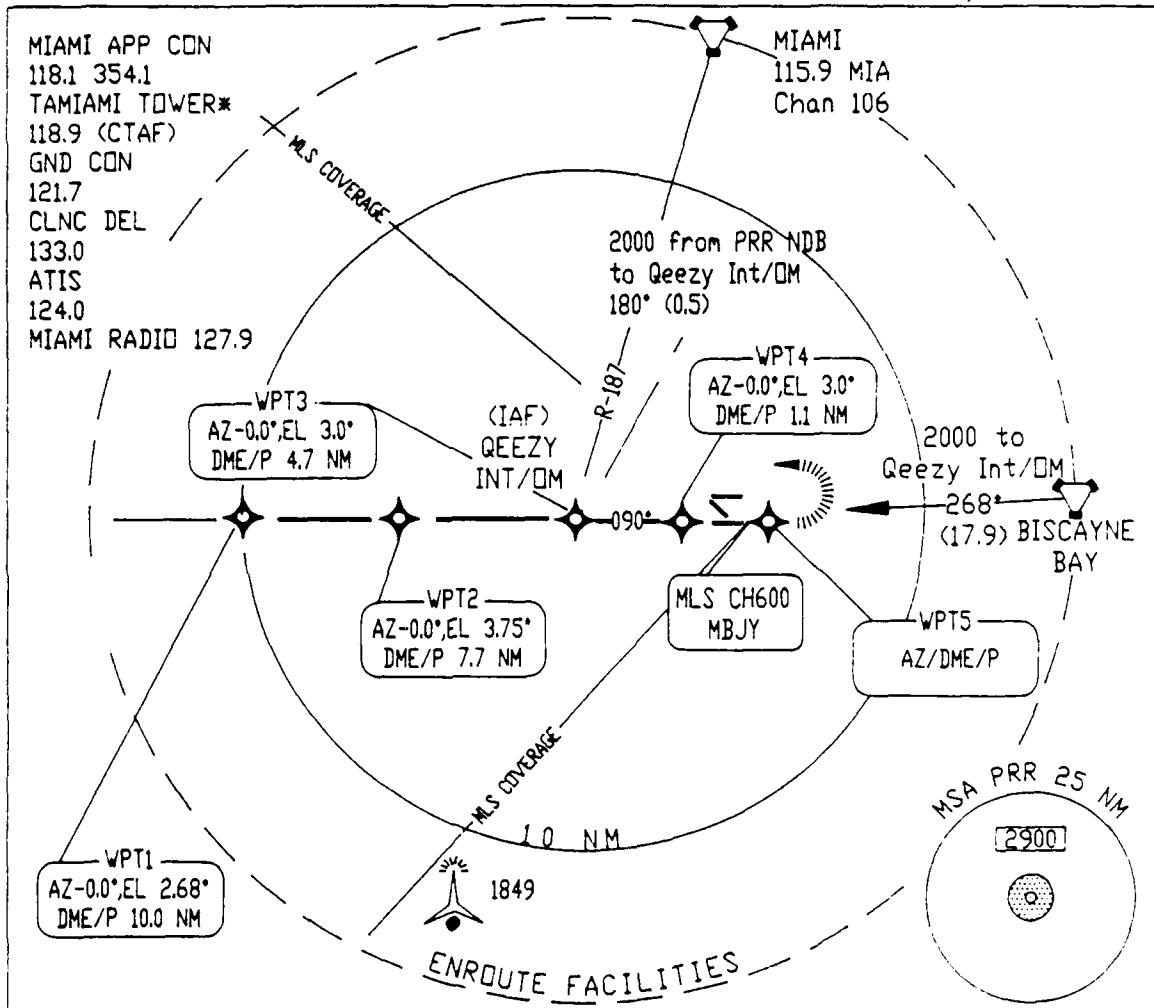 MIAMI APP CON
118.1 354.1
TAMIAMI TOWER*
118.9 (CTAF)
GND CON
121.7
CLNC DEL
133.0
ATIS
124.0
MIAMI RADIO 127.9
MIAMI
115.9 MIA
Chan 106
MLS COVERAGE
2000 from PRR NDB
to Qeezy Int/OM
180° (0.5)
R-187
WPT3
AZ-0.0°,EL 3.0°
DME/P 4.7 NM
(IAF)
QEEZY
INT/OM
WPT4
AZ-0.0°,EL 3.0°
DME/P 1.1 NM
2000 to
Qeezy Int/OM
268°
(17.9)
BISCAYNE
BAY
090°
WPT2
AZ-0.0°,EL 3.75°
DME/P 7.7 NM
MLS CH600
MBJY
WPT5
AZ/DME/P
MLS COVERAGE
10 NM
WPT1
AZ-0.0°,EL 2.68°
DME/P 10.0 NM
1849
ENROUTE FACILITIES
MSA PRR 25 NM
2900